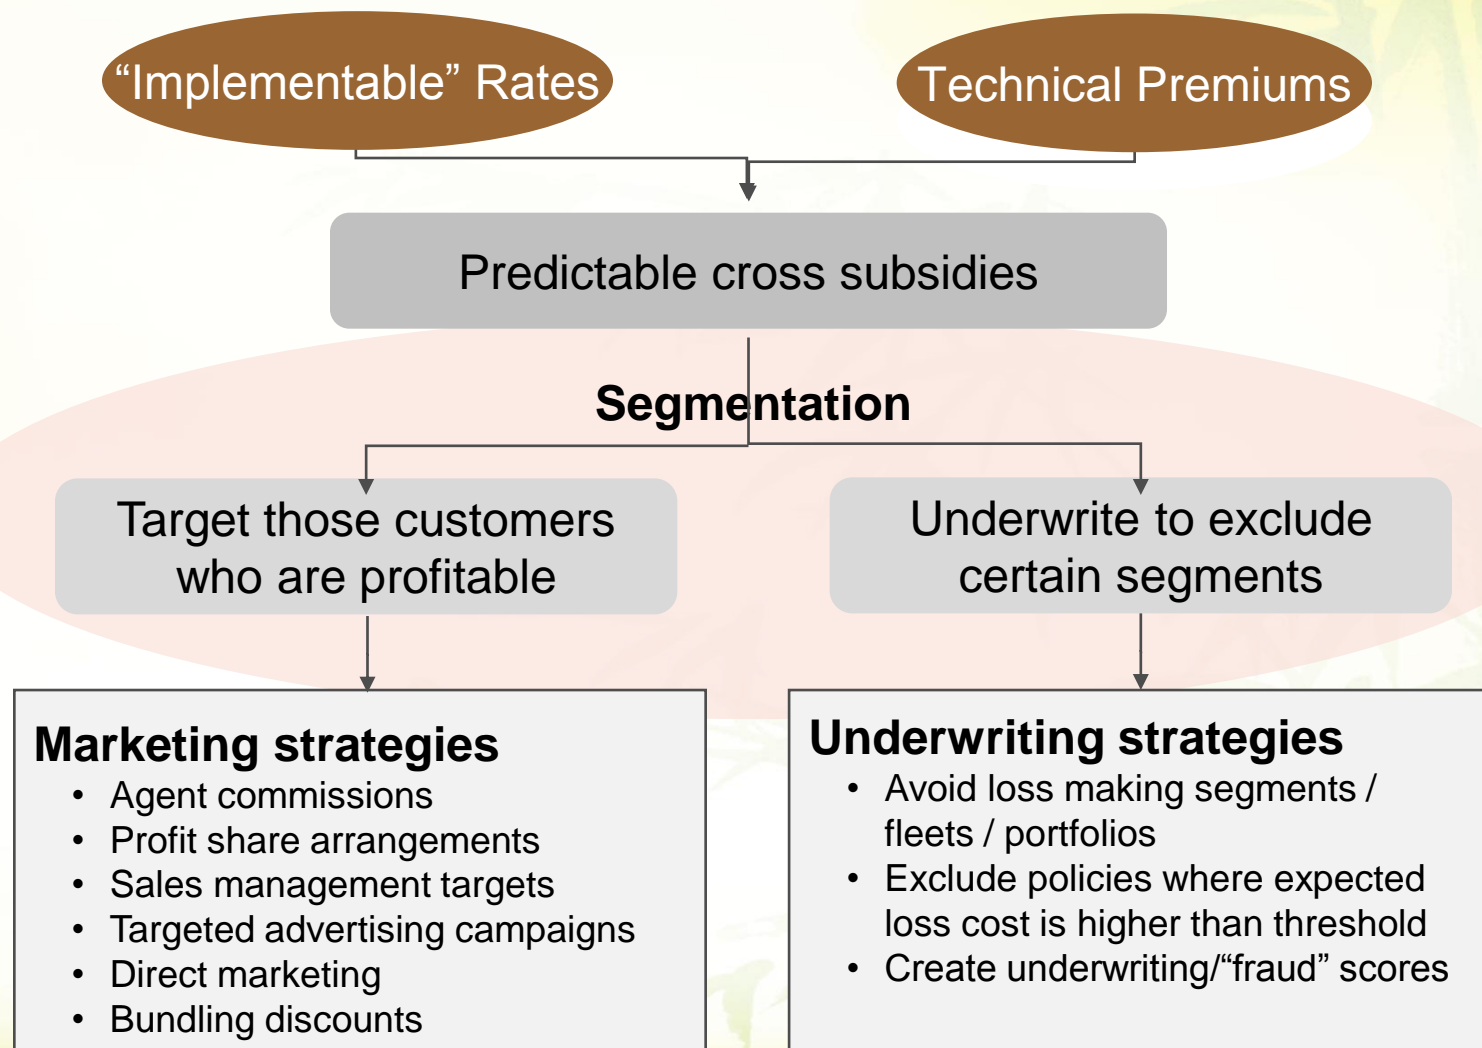 “Implementable” Rates
Technical Premiums
Predictable cross subsidies
Segmentation
Target those customers
who are profitable
Underwrite to exclude
certain segments
Marketing strategies
• Agent commissions
• Profit share arrangements
• Sales management targets
• Targeted advertising campaigns
• Direct marketing
• Bundling discounts
Underwriting strategies
• Avoid loss making segments /
fleets / portfolios
• Exclude policies where expected
loss cost is higher than threshold
• Create underwriting/“fraud” scores